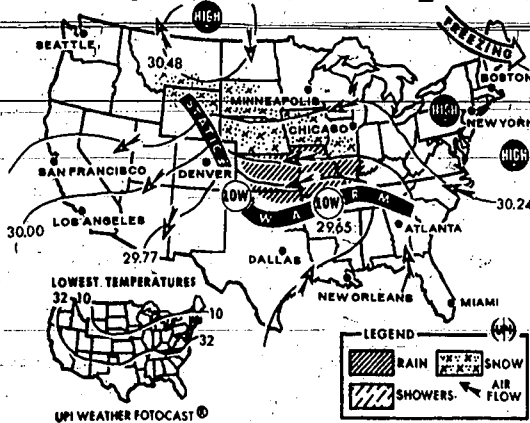 HIGH
SEATTLE
30.48
FREEZING
BOSTON
MINNEAPOLIS
HIGH
NEW YORK
CHICAGO
STATIC
HIGH
SAN FRANCISCO
DENVER
LOW
LOW
WARM
30.24
LOS ANGELES
30.00
29.65
ATLANTA
29.77
DALLAS
LOWEST TEMPERATURES
32 10
10
32
NEW ORLEANS
MIAMI
LEGEND
UPI
RAIN
SNOW
SHOWERS
AIR FLOW
UPI WEATHER FOTOCAST ®